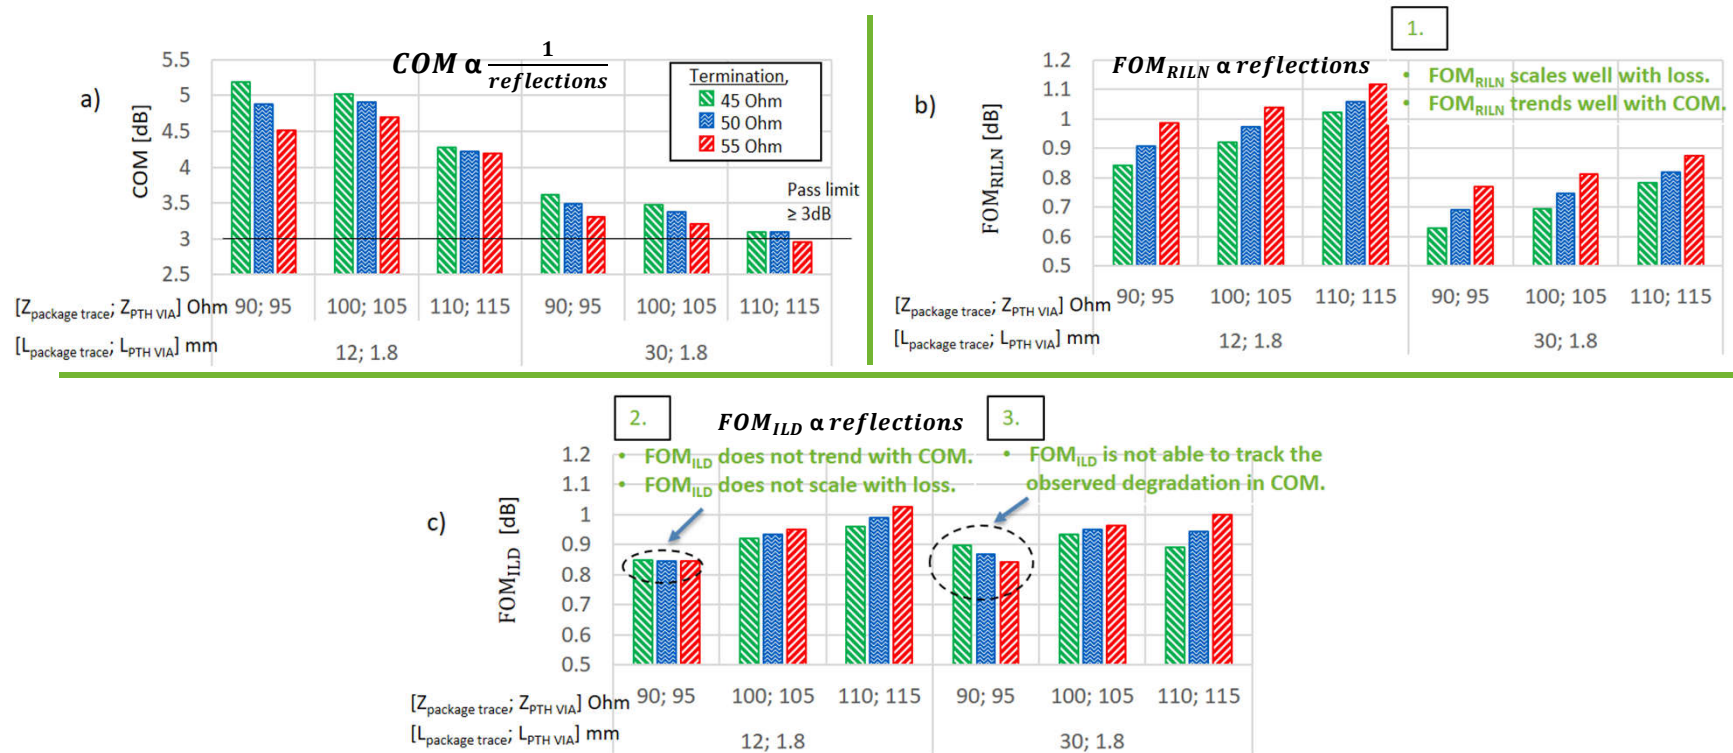 a)
COM α 1/reflections
COM [dB]
5.5
5
4.5
4
3.5
3
2.5
Termination,
45 Ohm
50 Ohm
55 Ohm
Pass limit
≥ 3dB
[Zpackage trace; ZPTH VIA] Ohm 90; 95 100; 105 110; 115 90; 95 100; 105 110; 115
[Lpackage trace; LPTH VIA] mm 12; 1.8 30; 1.8
1.
b)
FOMRILN α reflections
• FOMRILN scales well with loss.
• FOMRILN trends well with COM.
FOMRILN [dB]
1.2
1.1
1
0.9
0.8
0.7
0.6
0.5
[Zpackage trace; ZPTH VIA] Ohm 90; 95 100; 105 110; 115 90; 95 100; 105 110; 115
[Lpackage trace; LPTH VIA] mm 12; 1.8 30; 1.8
2.
FOMILD α reflections
3.
• FOMILD does not trend with COM.
• FOMILD does not scale with loss.
• FOMILD is not able to track the
observed degradation in COM.
c)
FOMILD [dB]
1.2
1.1
1
0.9
0.8
0.7
0.6
0.5
[Zpackage trace; ZPTH VIA] Ohm 90; 95 100; 105 110; 115 90; 95 100; 105 110; 115
[Lpackage trace; LPTH VIA] mm 12; 1.8 30; 1.8